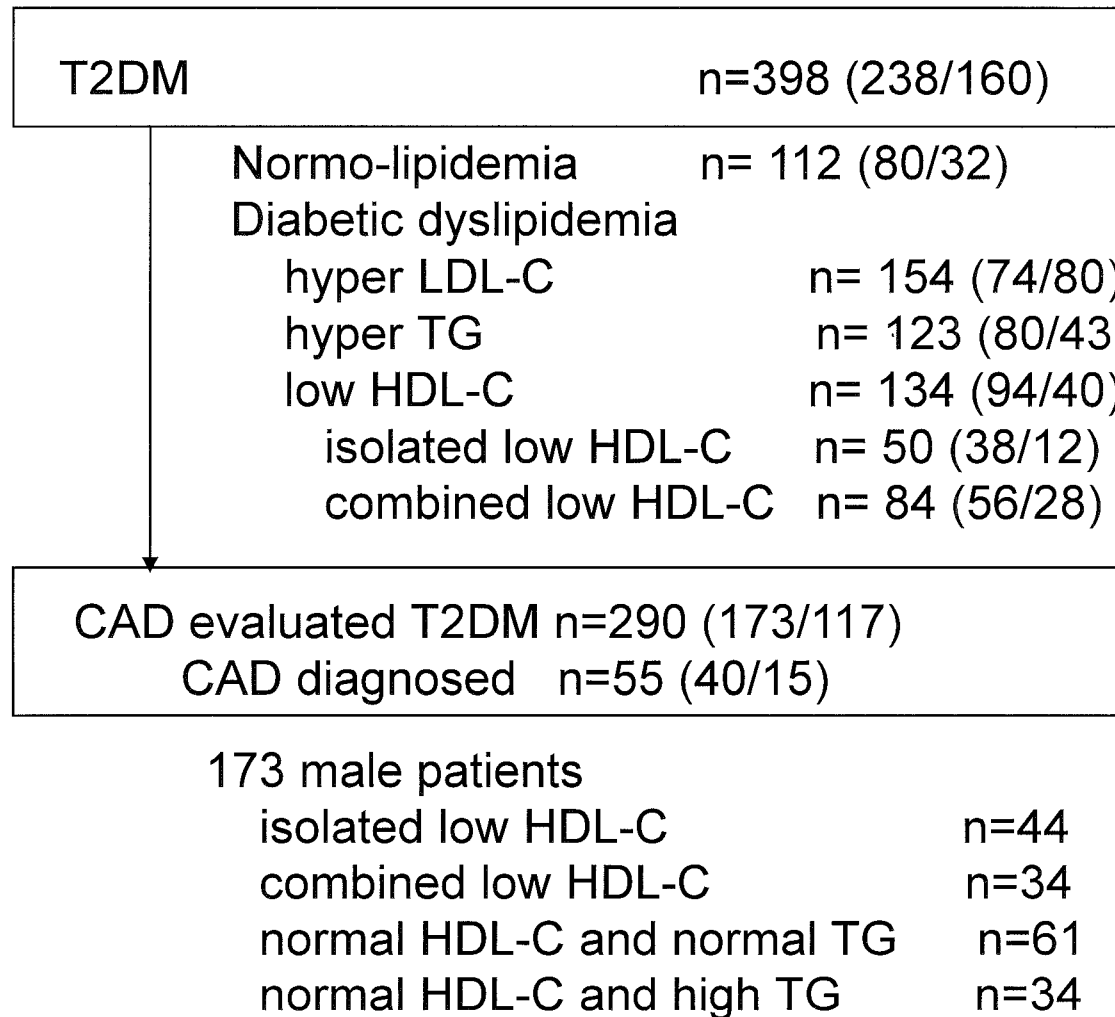 T2DM n=398 (238/160)
Normo-lipidemia n= 112 (80/32)
Diabetic dyslipidemia
hyper LDL-C n= 154 (74/80)
hyper TG n= 123 (80/43
low HDL-C n= 134 (94/40)
isolated low HDL-C n= 50 (38/12)
combined low HDL-C n= 84 (56/28)
CAD evaluated T2DM n=290 (173/117)
CAD diagnosed n=55 (40/15)
173 male patients
isolated low HDL-C n=44
combined low HDL-C n=34
normal HDL-C and normal TG n=61
normal HDL-C and high TG n=34